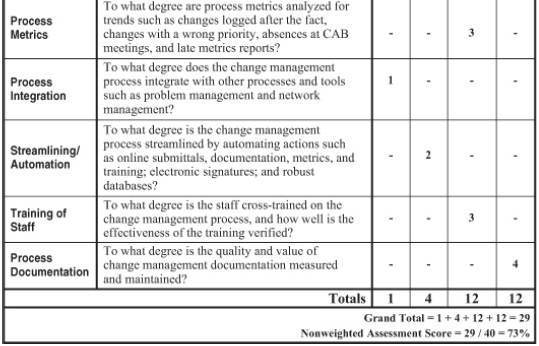 Process Metrics
To what degree are process metrics analyzed for
trends such as changes logged after the fact,
changes with a wrong priority, absences at CAB
meetings, and late metrics reports?
- - 3 -
Process Integration
To what degree does the change management
process integrate with other processes and tools
such as problem management and network
management?
1 - - -
Streamlining/
Automation
To what degree is the change management
process streamlined by automating actions such
as online submittals, documentation, metrics, and
training; electronic signatures; and robust
databases?
- 2 - -
Training of
Staff
To what degree is the staff cross-trained on the
change management process, and how well is the
effectiveness of the training verified?
- - 3 -
Process
Documentation
To what degree is the quality and value of
change management documentation measured
and maintained?
- - - 4
Totals 1 4 12 12
Grand Total = 1 + 4 + 12 + 12 = 29
Nonweighted Assessment Score = 29 / 40 = 73%